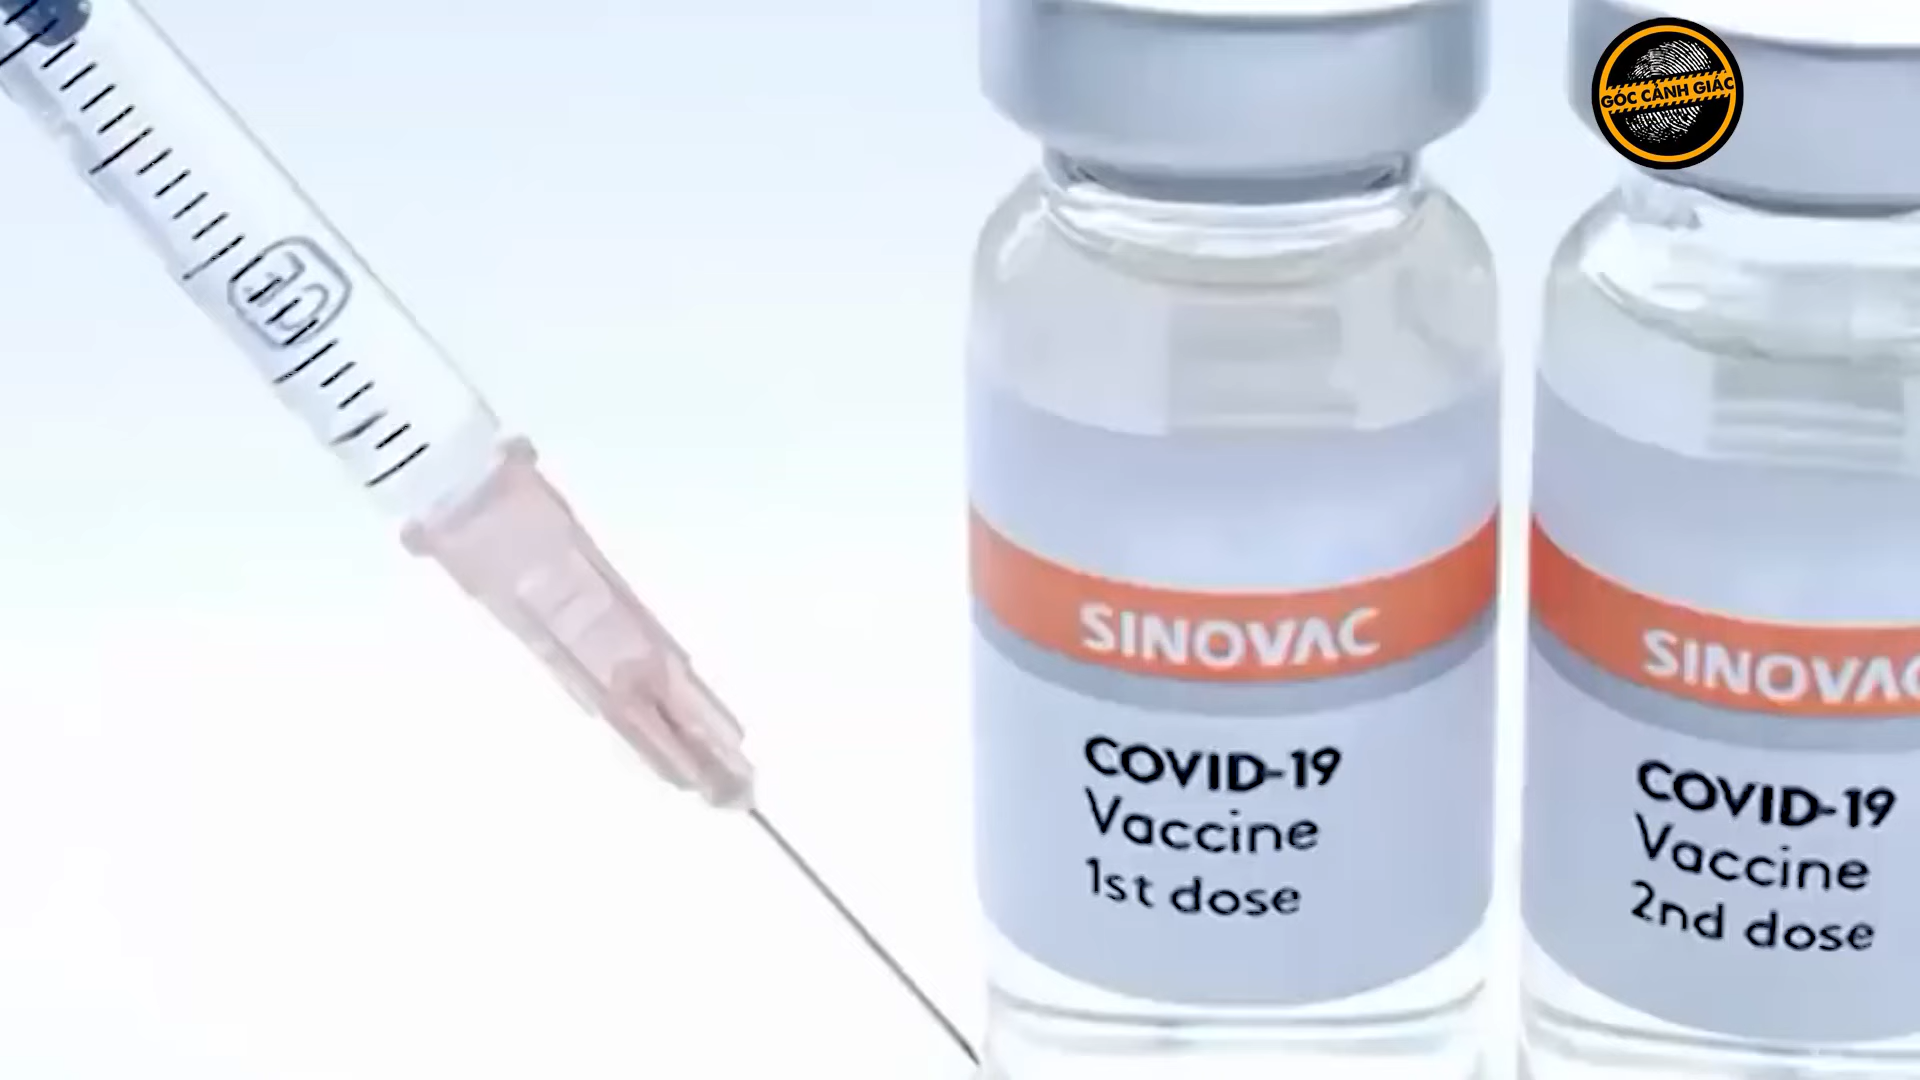 GÓC CẢNH GIÁC
SINOVAC
COVID-19
Vaccine
1st dose
SINOVAC
COVID-19
Vaccine
2nd dose